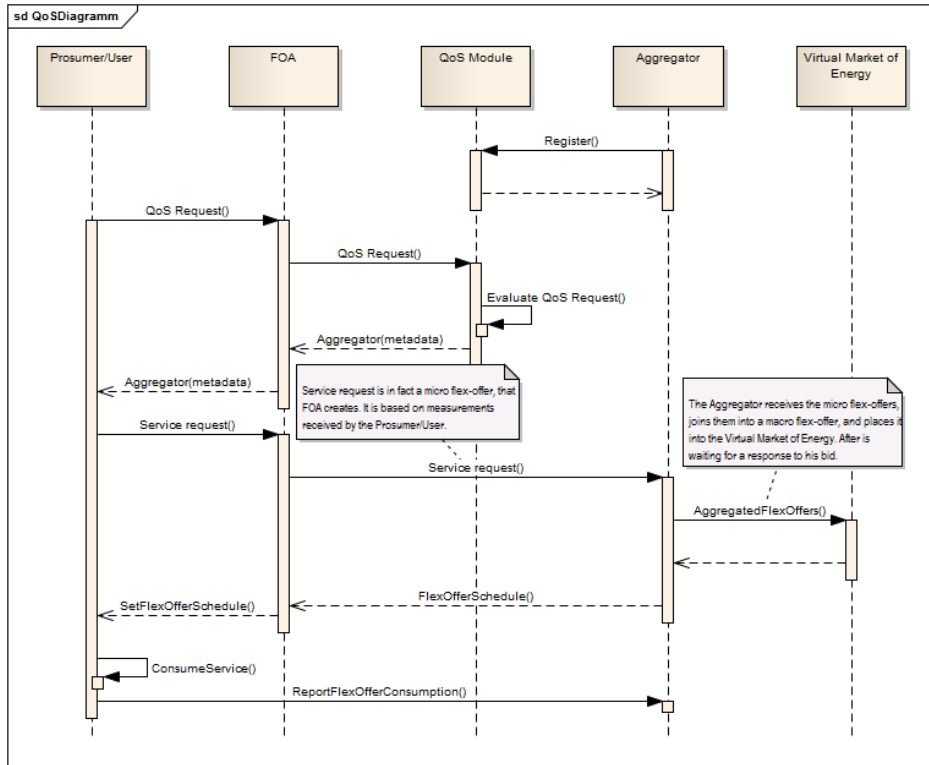 sd QoSDiagramm
Prosumer/User
FOA
QoS Module
Aggregator
Virtual Market of
Energy
Register()
QoS Request()
QoS Request()
Evaluate QoS Request()
Aggregator(metadata)
Aggregator(metadata)
Service request is in fact a micro flex-offer, that
FOA creates. It is based on measurements
received by the Prosumer/User.
The Aggregator receives the micro flex-offers,
joins them into a macro flex-offer, and places it
into the Virtual Market of Energy. After is
waiting for a response to his bid.
Service request()
Service request()
AggregatedFlexOffers()
FlexOfferSchedule()
SetFlexOfferSchedule()
ConsumeService()
ReportFlexOfferConsumption()